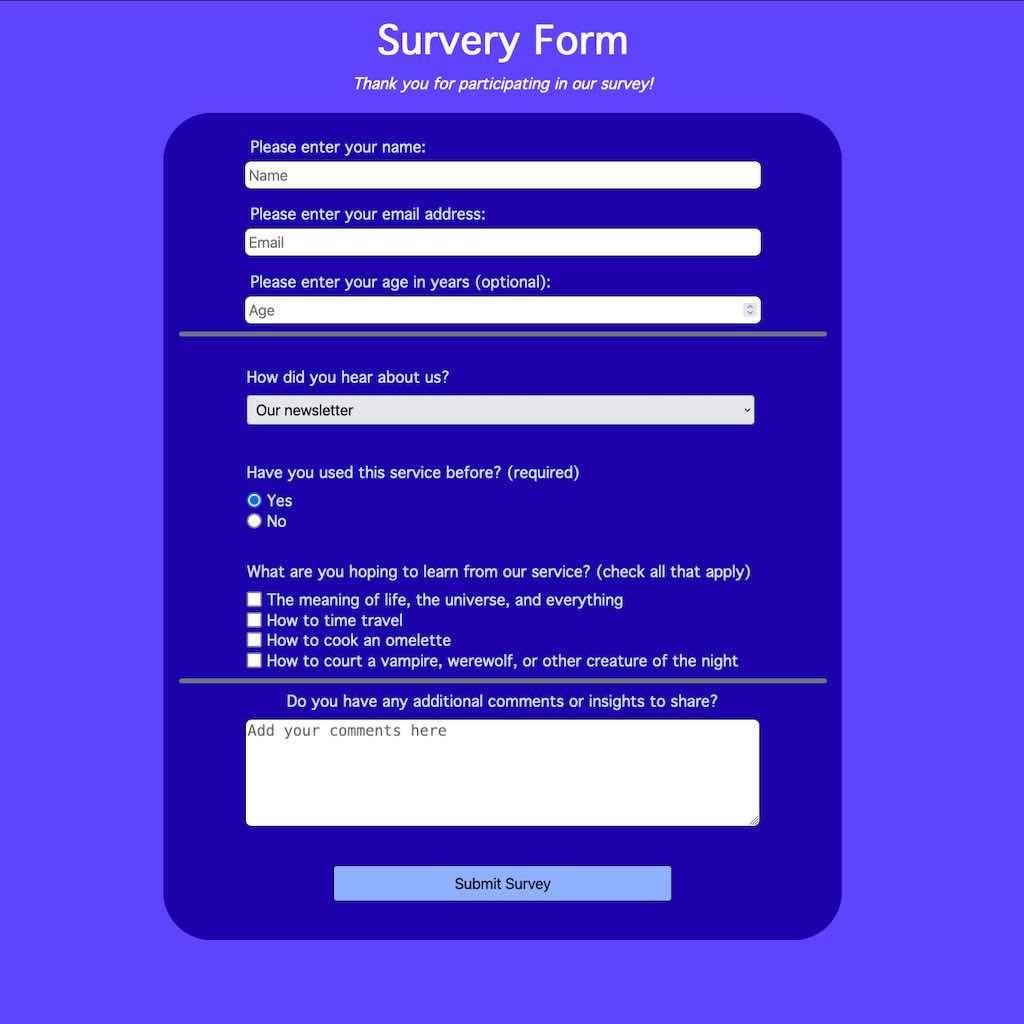 Survery Form
Thank you for participating in our survey!
Please enter your name:
Name
Please enter your email address:
Email
Please enter your age in years (optional):
Age
How did you hear about us?
Our newsletter
Have you used this service before? (required)
Yes
No
What are you hoping to learn from our service? (check all that apply)
The meaning of life, the universe, and everything
How to time travel
How to cook an omelette
How to court a vampire, werewolf, or other creature of the night
Do you have any additional comments or insights to share?
Add your comments here
Submit Survey